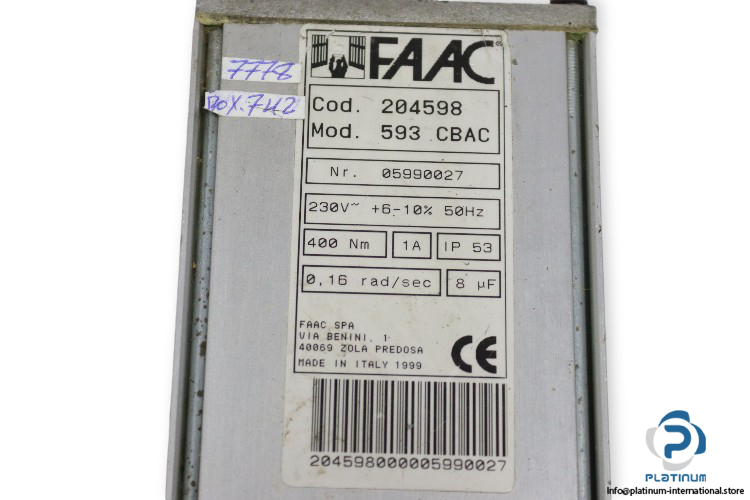 7778
BOX.742
FAAC
Cod. 204598
Mod. 593 CBAC
Nr. 05990027
230V~ +6-10% 50Hz
400 Nm 1A IP 53
0,16 rad/sec 8 µF
FAAC SPA
VIA BENINI, 1
40069 ZOLA PREDOSA
MADE IN ITALY 1999
CE
204598000005990027
PLATINUM
info@platinum-international.store